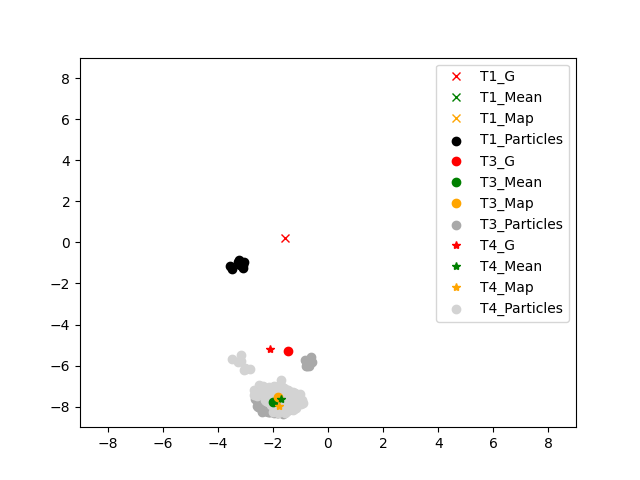 8
6
4
2
0
−2
−4
−6
−8
−8 −6 −4 −2 0 2 4 6 8
T1_G
T1_Mean
T1_Map
T1_Particles
T3_G
T3_Mean
T3_Map
T3_Particles
T4_G
T4_Mean
T4_Map
T4_Particles